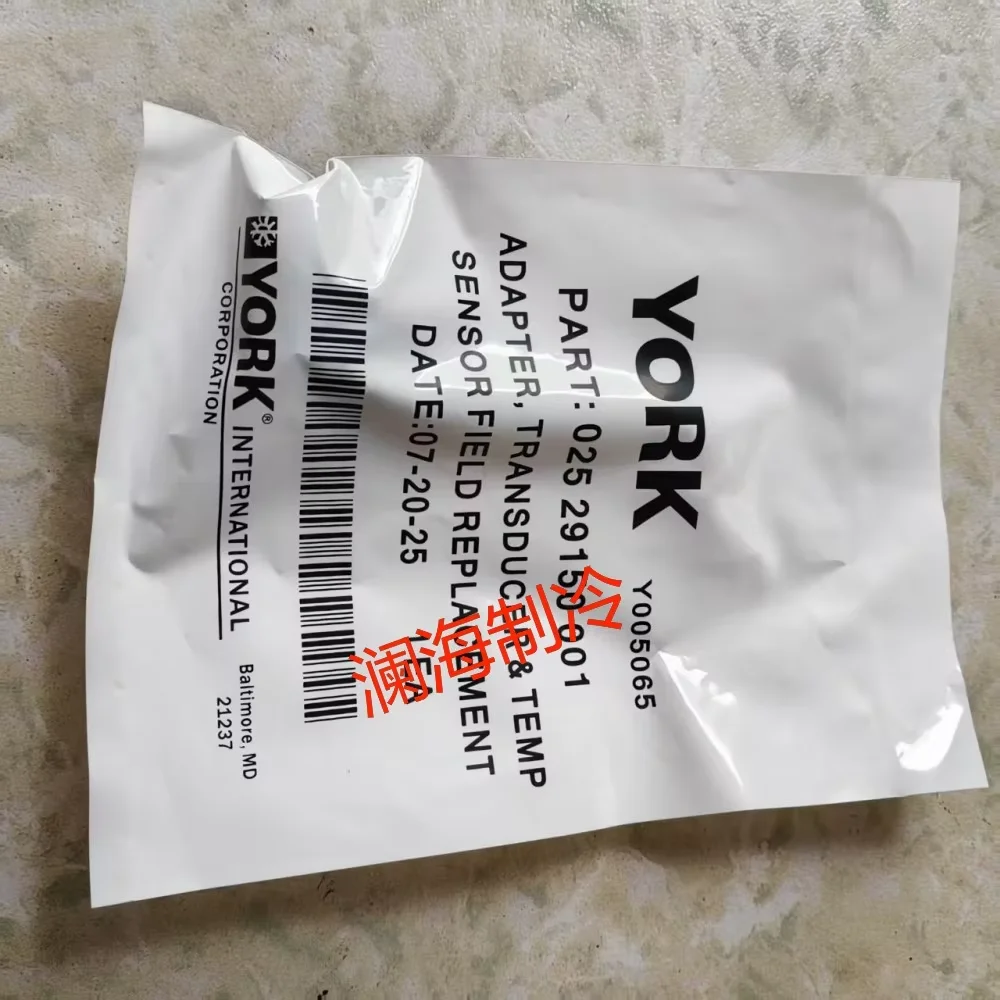 YORK Y005065
PART: 025 29150 001
ADAPTER, TRANSDUCER & TEMP
SENSOR FIELD REPLACEMENT
DATE:07-20-25 1EA
YORK® INTERNATIONAL
CORPORATION
Baltimore, MD
21237
澜海制冷